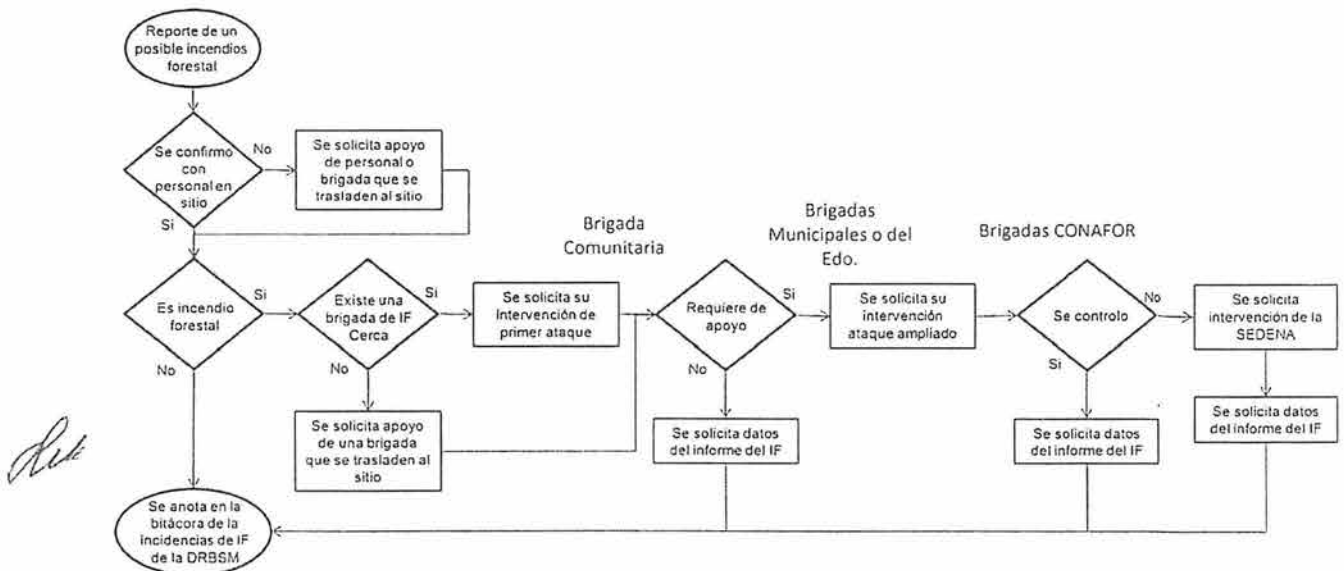 Reporte de un
posible incendios
forestal
Se confirmo
con
personal en
sitio
No
Si
Se solicita apoyo
de personal o
brigada que se
trasladen al sitio
Es incendio
forestal
Si
No
Existe una
brigada de IF
Cerca
Si
No
Se solicita su
Intervención de
primer ataque
Se solicita apoyo
de una brigada
que se trasladen al
sitio
Brigada
Comunitaria
Requiere de
apoyo
Si
No
Se solicita datos
del informe del IF
Brigadas
Municipales o del
Edo.
Se solicita su
intervención
ataque ampliado
Brigadas CONAFOR
Se controlo
No
Si
Se solicita datos
del informe del IF
Se solicita
intervención de la
SEDENA
Se solicita datos
del informe del IF
Se anota en la
bitácora de la
incidencias de IF
de la DRBSM